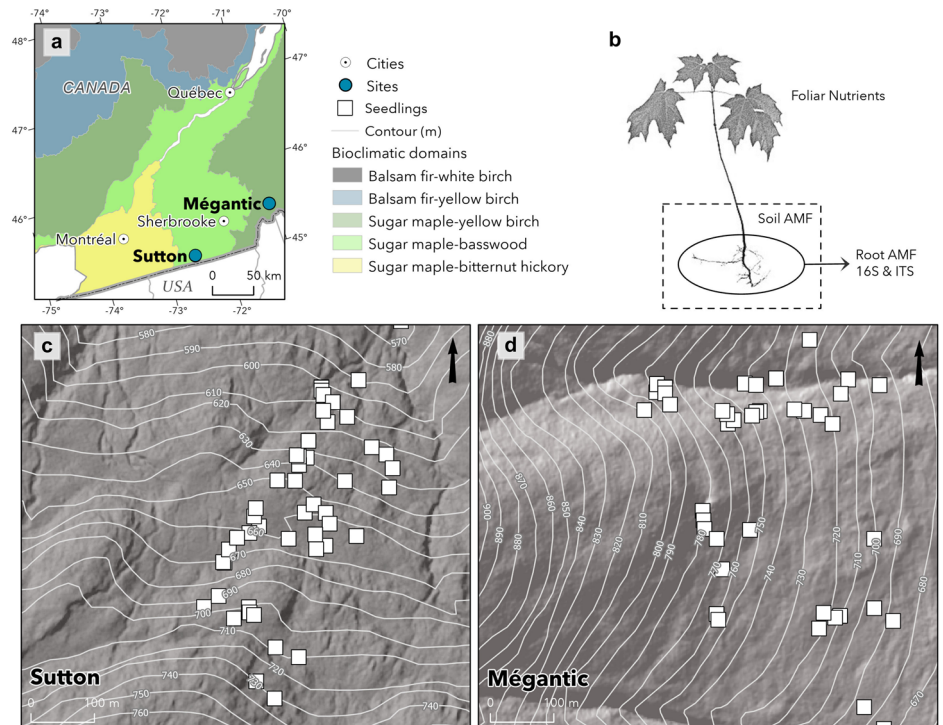 -74°
-73°
-72°
-71°
-70°
a
48°
47°
CANADA
Québec
47°
46°
Mégantic
46°
Sherbrooke
45°
Montréal
Sutton
0 50 km
USA
-75°
-74°
-73°
-72°
-71°
Cities
Sites
Seedlings
Contour (m)
Bioclimatic domains
Balsam fir-white birch
Balsam fir-yellow birch
Sugar maple-yellow birch
Sugar maple-basswood
Sugar maple-bitternut hickory
b
Foliar Nutrients
Soil AMF
Root AMF
16S & ITS
c
580
590
600
570
580
610
620
630
640
650
660
670
680
690
700
710
720
730
740
750
760
740
Sutton
0 100 m
d
880
870
900
890
880
860
850
840
830
820
810
800
790
780
770
760
750
740
730
720
710
700
690
680
670
Mégantic
0 100 m